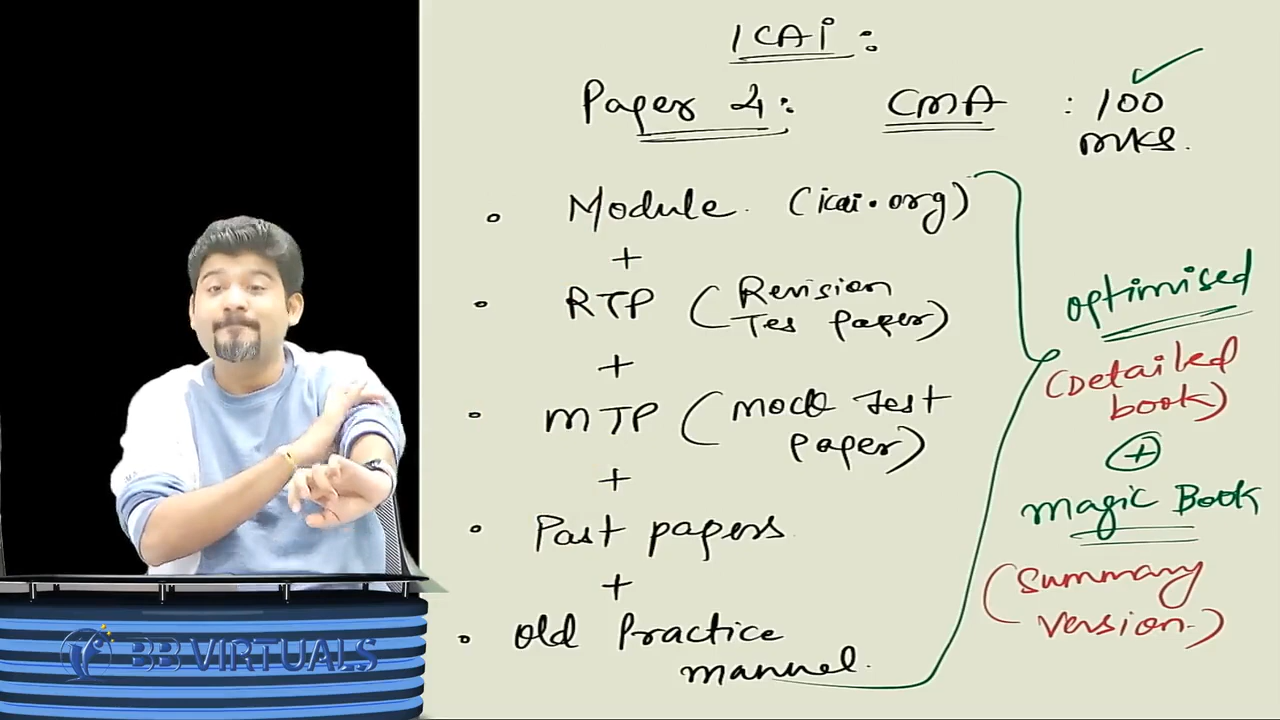 ICAI :
Paper 4 : CMA : 100
mks.
• Module. (icai.org)
+
• RTP (Revision
Tes paper)
+
• MTP (Mock Test
paper)
+
• Past papers
+
• Old Practice
manuel.
optimised
(Detailed
book)
+
magic Book
(Summary
version.)
BB VIRTUALS